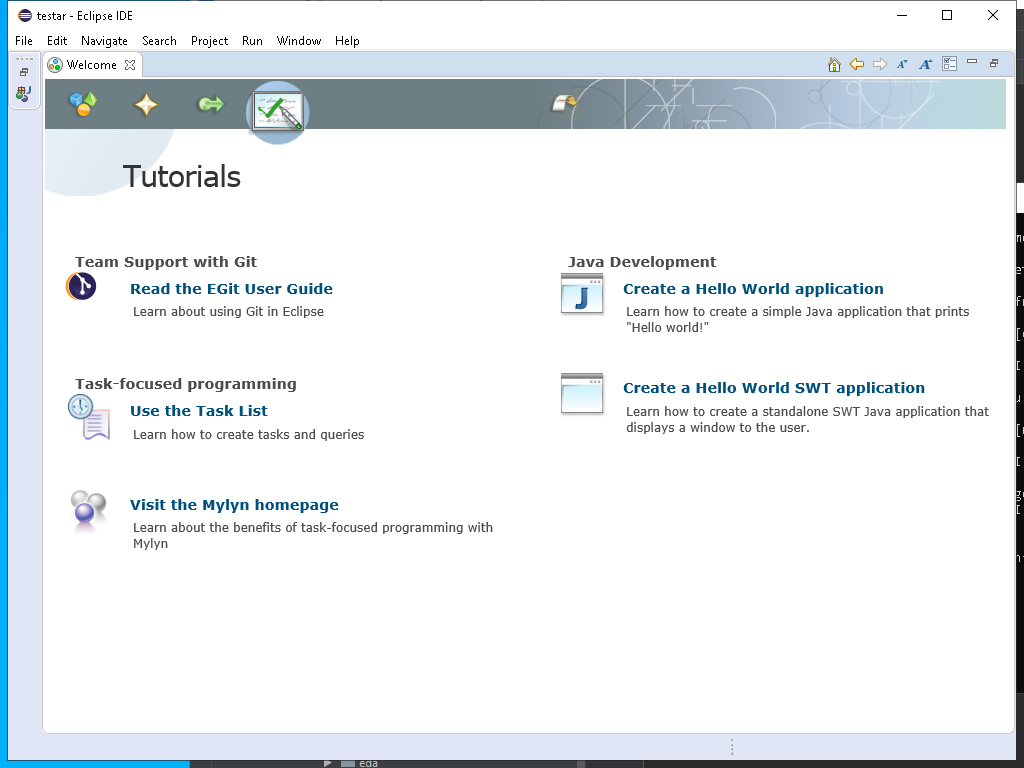 testar - Eclipse IDE
File Edit Navigate Search Project Run Window Help
Welcome
Tutorials
Team Support with Git
Read the EGit User Guide
Learn about using Git in Eclipse
Task-focused programming
Use the Task List
Learn how to create tasks and queries
Visit the Mylyn homepage
Learn about the benefits of task-focused programming with
Mylyn
Java Development
Create a Hello World application
Learn how to create a simple Java application that prints
"Hello world!"
Create a Hello World SWT application
Learn how to create a standalone SWT Java application that
displays a window to the user.
eda